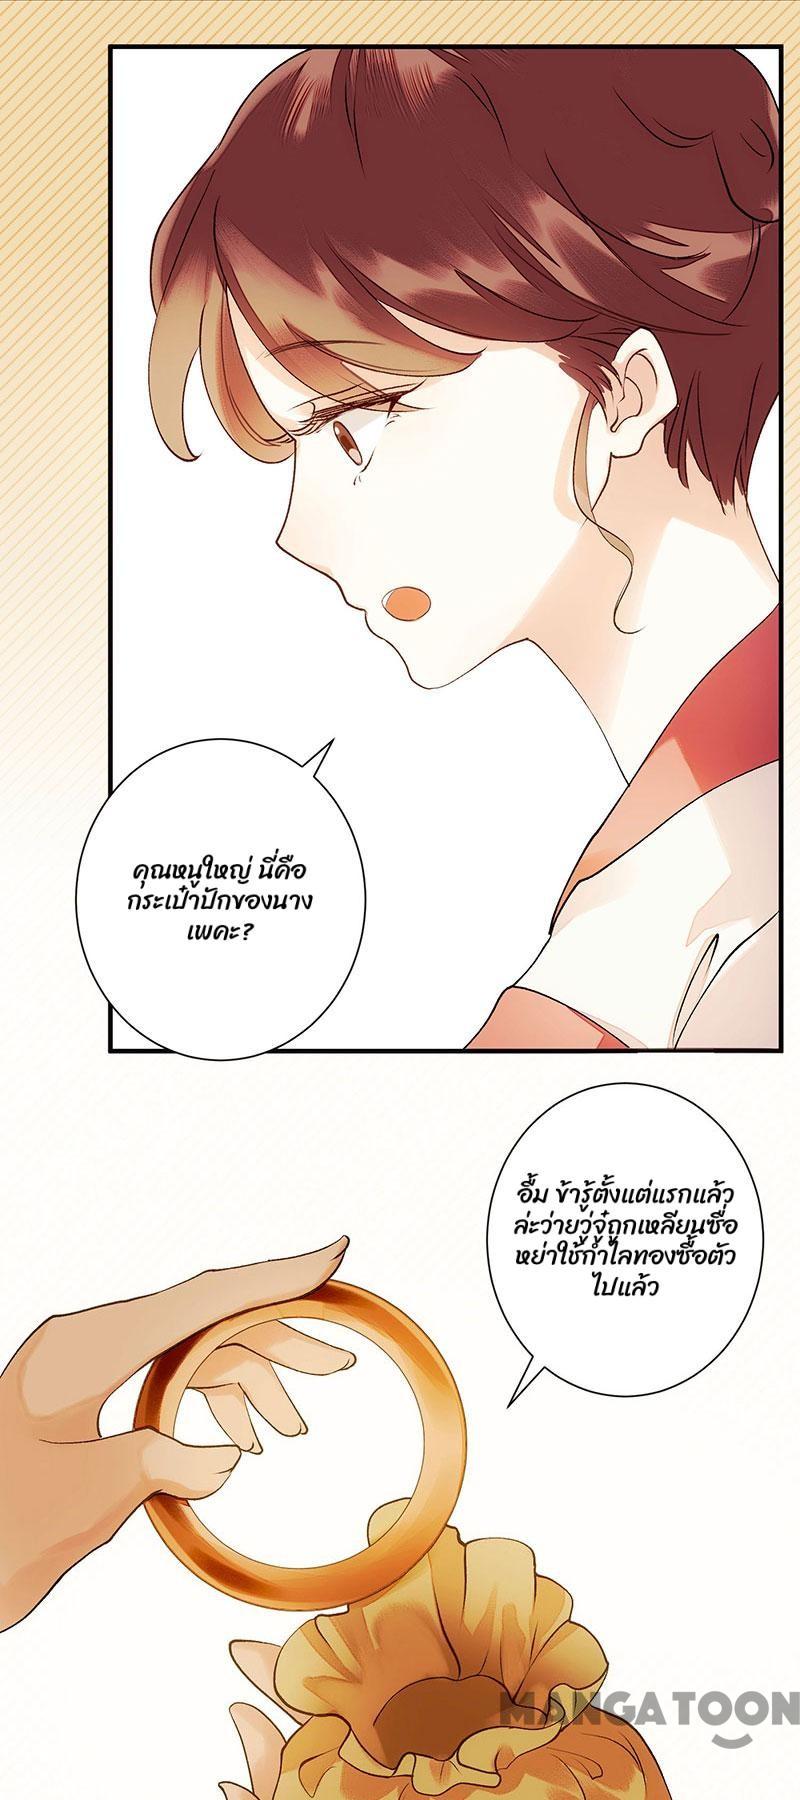 คุณหนูใหญ่ นี่คือ
กระเป๋าปักของนาง
เพคะ?
อื้ม ข้ารู้ตั้งแต่แรกแล้ว
ล่ะว่ายวู่จู๋ถูกเหลียนซื่อ
หย่าใช้กำไลทองซื้อตัว
ไปแล้ว
MANGATOON